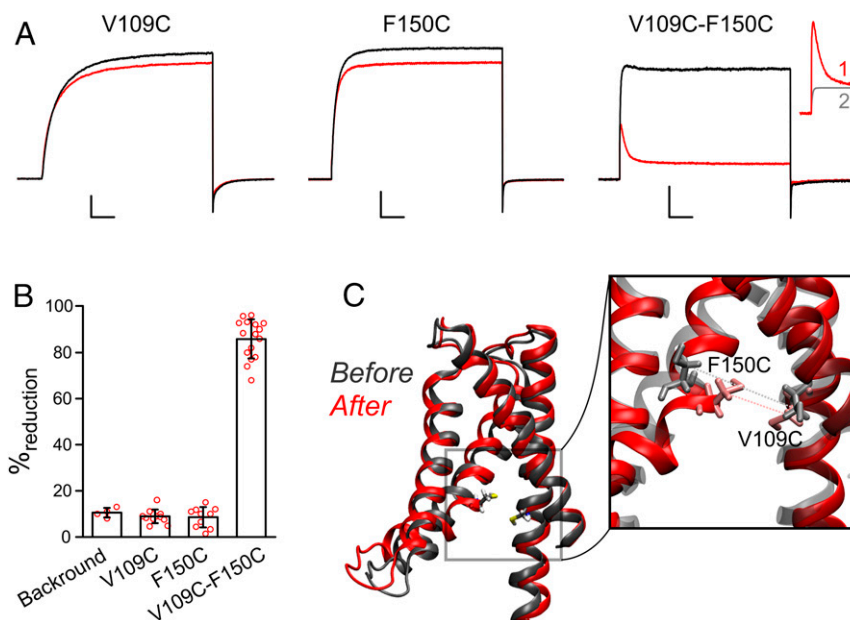 A
V109C
F150C
V109C-F150C
1
2
B
%reduction
100
80
60
40
20
0
Backround
V109C
F150C
V109C-F150C
C
Before
After
F150C
V109C